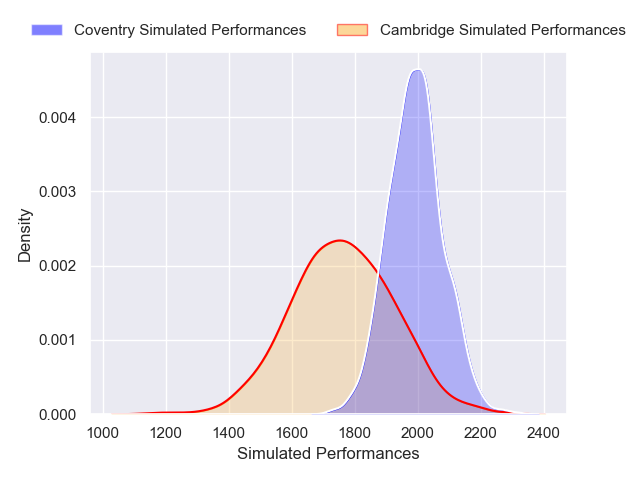 Coventry Simulated Performances
Cambridge Simulated Performances
Density
0.004
0.003
0.002
0.001
0.000
1000 1200 1400 1600 1800 2000 2200 2400
Simulated Performances